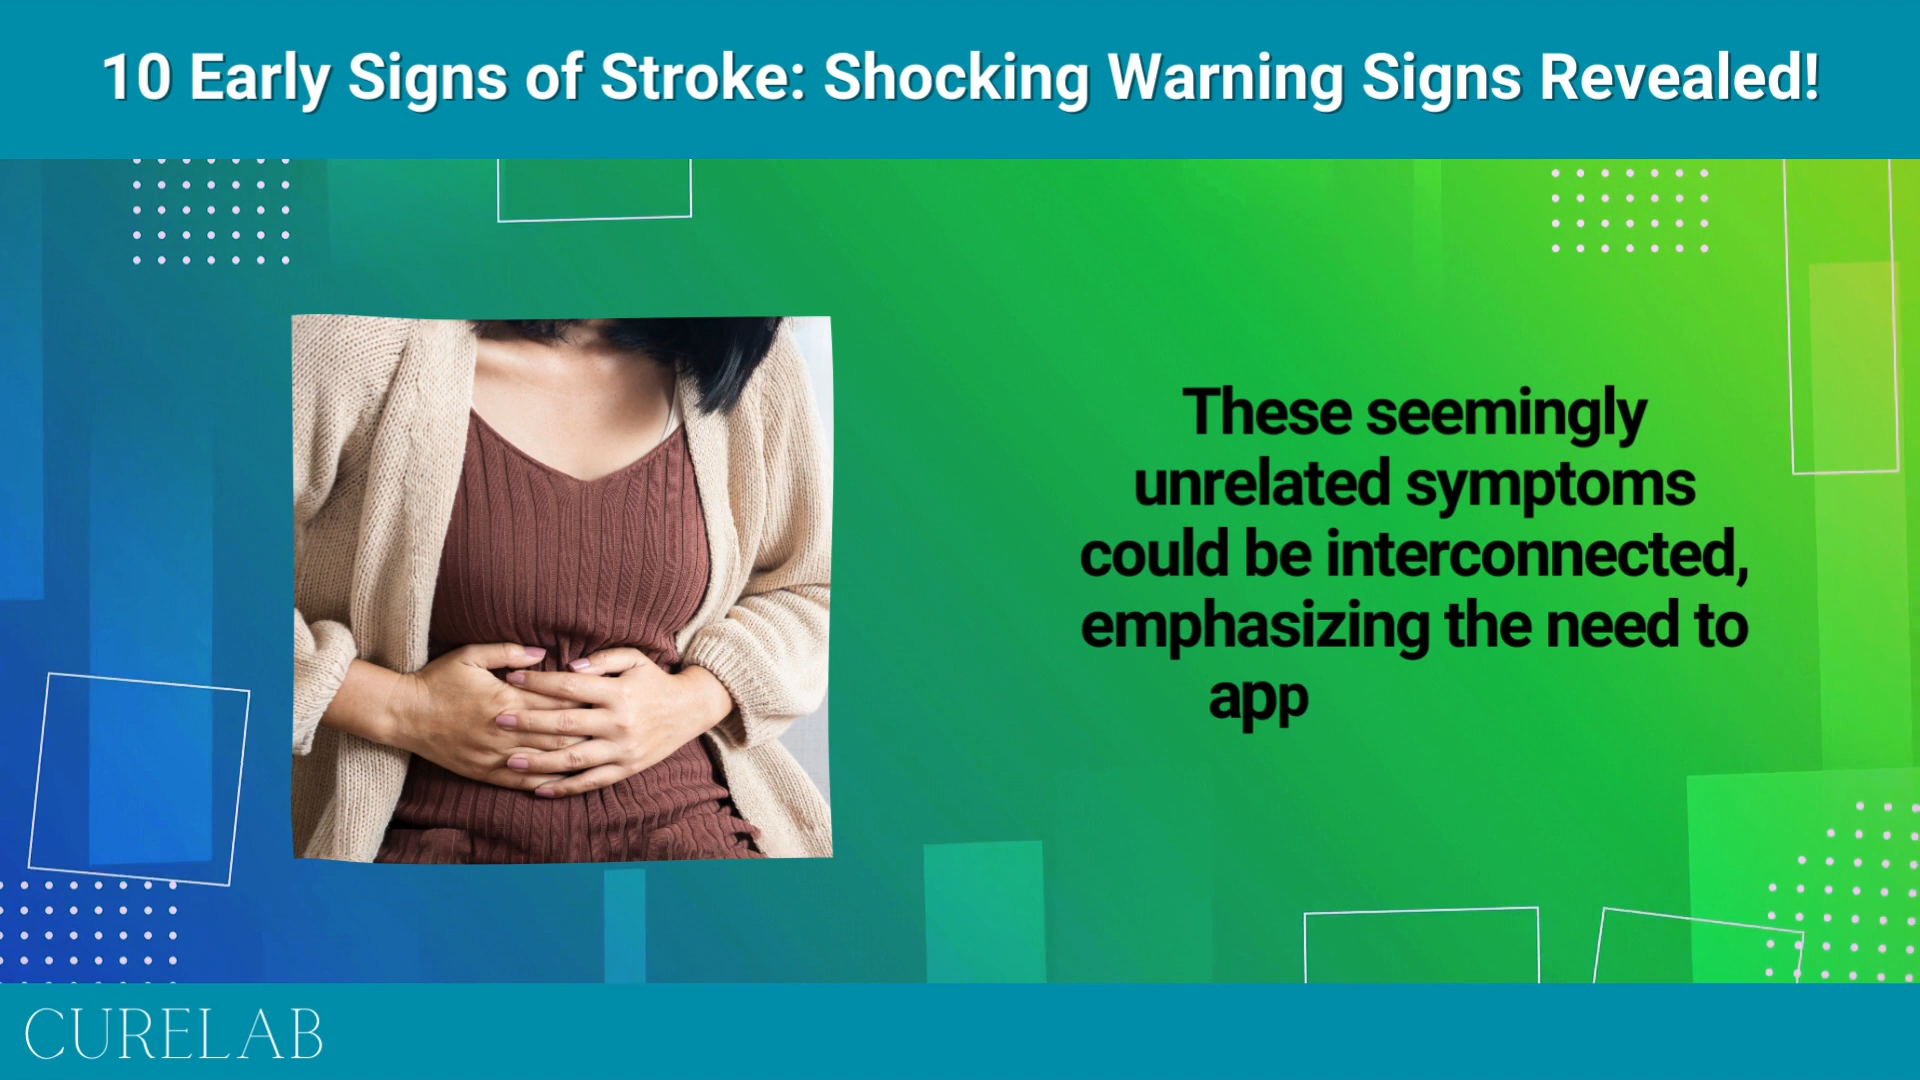 10 Early Signs of Stroke: Shocking Warning Signs Revealed!
These seemingly
unrelated symptoms
could be interconnected,
emphasizing the need to
app
CURELAB